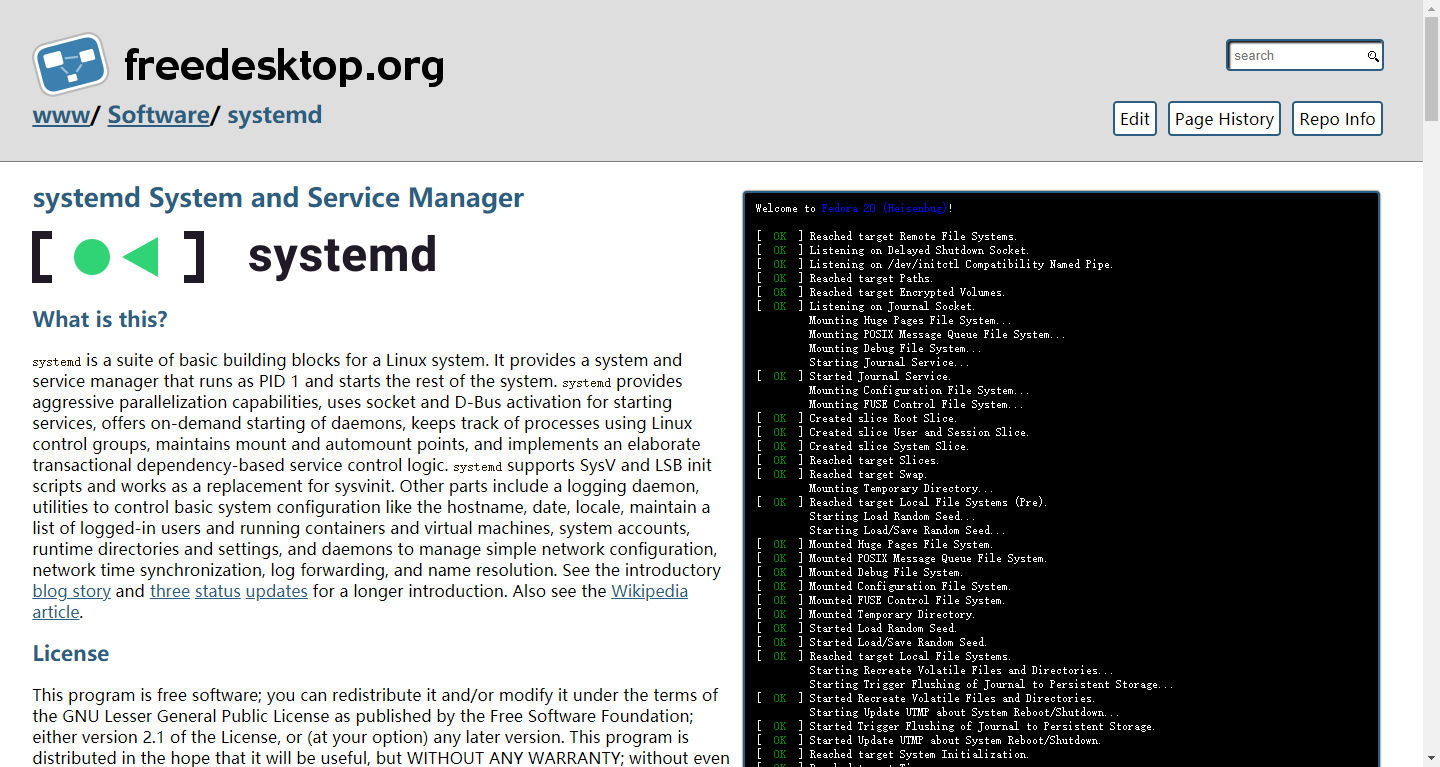 freedesktop.org
search
www/ Software/ systemd
Edit
Page History
Repo Info
systemd System and Service Manager
systemd
What is this?
systemd is a suite of basic building blocks for a Linux system. It provides a system and
service manager that runs as PID 1 and starts the rest of the system. systemd provides
aggressive parallelization capabilities, uses socket and D-Bus activation for starting
services, offers on-demand starting of daemons, keeps track of processes using Linux
control groups, maintains mount and automount points, and implements an elaborate
transactional dependency-based service control logic. systemd supports SysV and LSB init
scripts and works as a replacement for sysvinit. Other parts include a logging daemon,
utilities to control basic system configuration like the hostname, date, locale, maintain a
list of logged-in users and running containers and virtual machines, system accounts,
runtime directories and settings, and daemons to manage simple network configuration,
network time synchronization, log forwarding, and name resolution. See the introductory
blog story and three status updates for a longer introduction. Also see the Wikipedia
article.
License
This program is free software; you can redistribute it and/or modify it under the terms of
the GNU Lesser General Public License as published by the Free Software Foundation;
either version 2.1 of the License, or (at your option) any later version. This program is
distributed in the hope that it will be useful, but WITHOUT ANY WARRANTY; without even
Welcome to Fedora 20 (Heisenbug)!
[ OK ] Reached target Remote File Systems.
[ OK ] Listening on Delayed Shutdown Socket.
[ OK ] Listening on /dev/initctl Compatibility Named Pipe.
[ OK ] Reached target Paths.
[ OK ] Reached target Encrypted Volumes.
[ OK ] Listening on Journal Socket.
Mounting Huge Pages File System...
Mounting POSIX Message Queue File System...
Mounting Debug File System...
Starting Journal Service...
[ OK ] Started Journal Service.
Mounting Configuration File System...
Mounting FUSE Control File System...
[ OK ] Created slice Root Slice.
[ OK ] Created slice User and Session Slice.
[ OK ] Created slice System Slice.
[ OK ] Reached target Slices.
[ OK ] Reached target Swap.
Mounting Temporary Directory...
[ OK ] Reached target Local File Systems (Pre).
Starting Load Random Seed...
Starting Load/Save Random Seed...
[ OK ] Mounted Huge Pages File System.
[ OK ] Mounted POSIX Message Queue File System.
[ OK ] Mounted Debug File System.
[ OK ] Mounted Configuration File System.
[ OK ] Mounted FUSE Control File System.
[ OK ] Mounted Temporary Directory.
[ OK ] Started Load Random Seed.
[ OK ] Started Load/Save Random Seed.
[ OK ] Reached target Local File Systems.
Starting Recreate Volatile Files and Directories...
Starting Trigger Flushing of Journal to Persistent Storage...
[ OK ] Started Recreate Volatile Files and Directories.
Starting Update UTMP about System Reboot/Shutdown...
[ OK ] Started Trigger Flushing of Journal to Persistent Storage.
[ OK ] Started Update UTMP about System Reboot/Shutdown.
[ OK ] Reached target System Initialization.